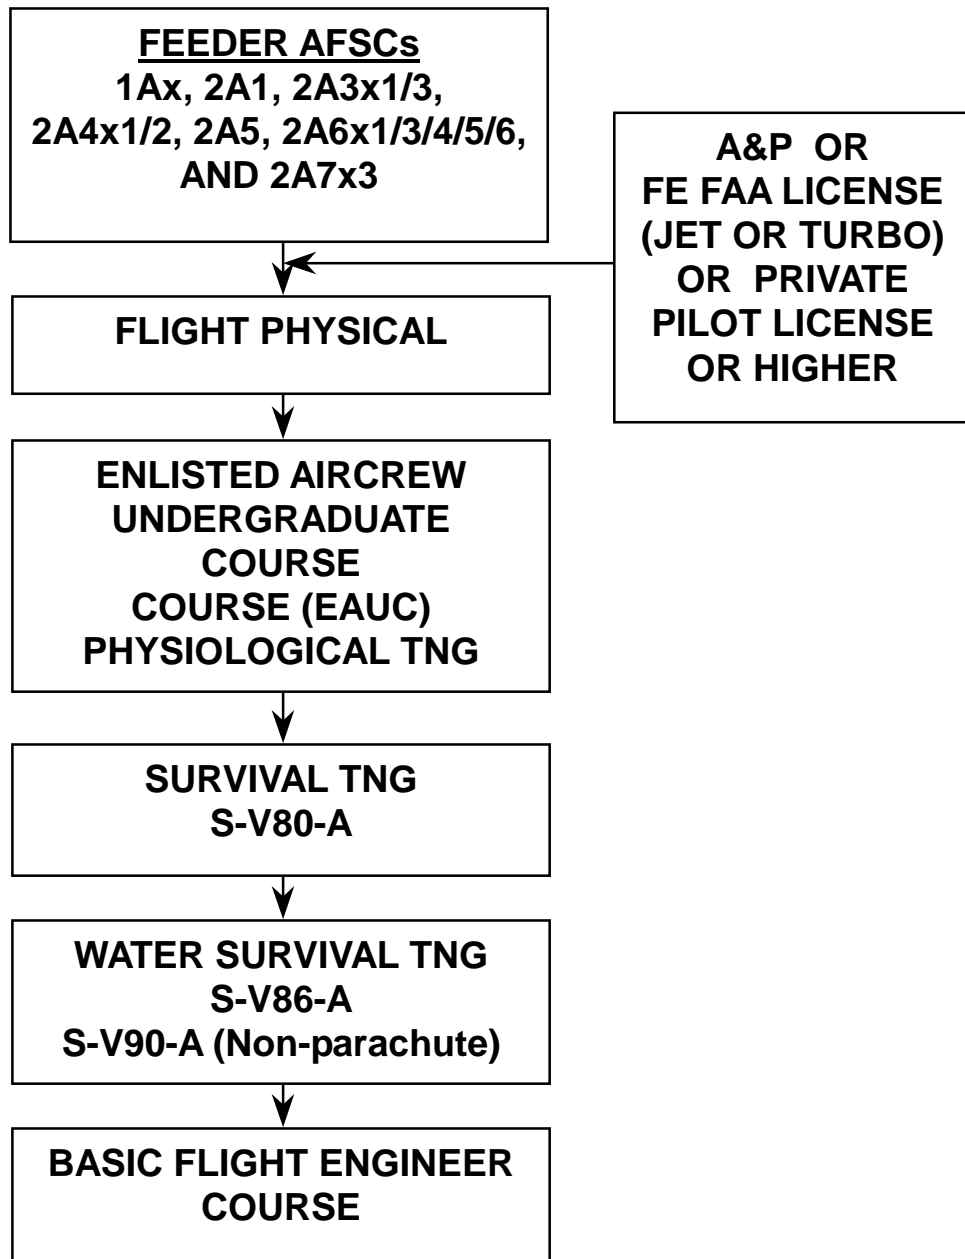 FEEDER AFSCs
1Ax, 2A1, 2A3x1/3,
2A4x1/2, 2A5, 2A6x1/3/4/5/6,
AND 2A7x3
A&P OR
FE FAA LICENSE
(JET OR TURBO)
OR PRIVATE
PILOT LICENSE
OR HIGHER
FLIGHT PHYSICAL
ENLISTED AIRCREW
UNDERGRADUATE
COURSE
COURSE (EAUC)
PHYSIOLOGICAL TNG
SURVIVAL TNG
S-V80-A
WATER SURVIVAL TNG
S-V86-A
S-V90-A (Non-parachute)
BASIC FLIGHT ENGINEER
COURSE